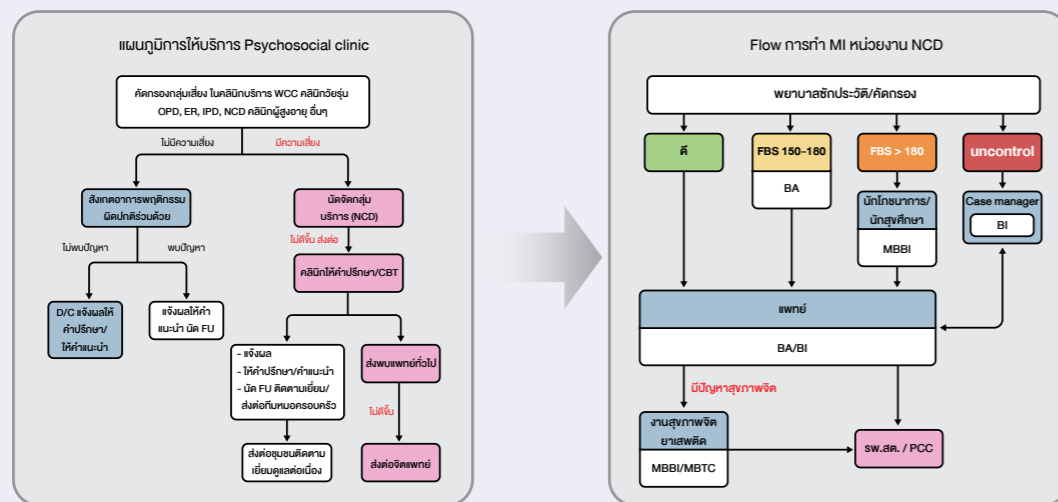 แผนภูมิการให้บริการ Psychosocial clinic
คัดกรองกลุ่มเสี่ยง ในคลินิกบริการ WCC คลินิกวัยรุ่น
OPD, ER, IPD, NCD คลินิกผู้สูงอายุ อื่นๆ
ไม่มีความเสี่ยง
มีความเสี่ยง
สังเกตอาการพฤติกรรม
ผิดปกติร่วมด้วย
นัดจัดกลุ่ม
บริการ (NCD)
ไม่พบปัญหา
พบปัญหา
ไม่ดีขึ้น ส่งต่อ
คลินิกให้คำปรึกษา/CBT
D/C แจ้งผลให้
คำปรึกษา/
ให้คำแนะนำ
แจ้งผลให้คำ
แนะนำ นัด FU
- แจ้งผล
- ให้คำปรึกษา/คำแนะนำ
- นัด FU ติดตามเยี่ยม/
ส่งต่อทีมหมอครอบครัว
ส่งพบแพทย์ทั่วไป
ไม่ดีขึ้น
ส่งต่อชุมชนติดตาม
เยี่ยมดูแลต่อเนื่อง
ส่งต่อจิตแพทย์
Flow การทำ MI หน่วยงาน NCD
พยาบาลซักประวัติ/คัดกรอง
ดี
FBS 150-180
BA
FBS > 180
uncontrol
นักโภชนาการ/
นักสุขศึกษา
MBBI
Case manager
BI
แพทย์
BA/BI
มีปัญหาสุขภาพจิต
งานสุขภาพจิต
ยาเสพติด
MBBI/MBTC
รพ.สต. / PCC